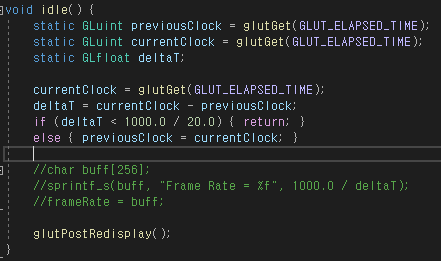 void idle() {
    static GLuint previousClock = glutGet(GLUT_ELAPSED_TIME);
    static GLuint currentClock = glutGet(GLUT_ELAPSED_TIME);
    static GLfloat deltaT;

    currentClock = glutGet(GLUT_ELAPSED_TIME);
    deltaT = currentClock - previousClock;
    if (deltaT < 1000.0 / 20.0) { return; }
    else { previousClock = currentClock; }

    //char buff[256];
    //sprintf_s(buff, "Frame Rate = %f", 1000.0 / deltaT);
    //frameRate = buff;

    glutPostRedisplay();
}